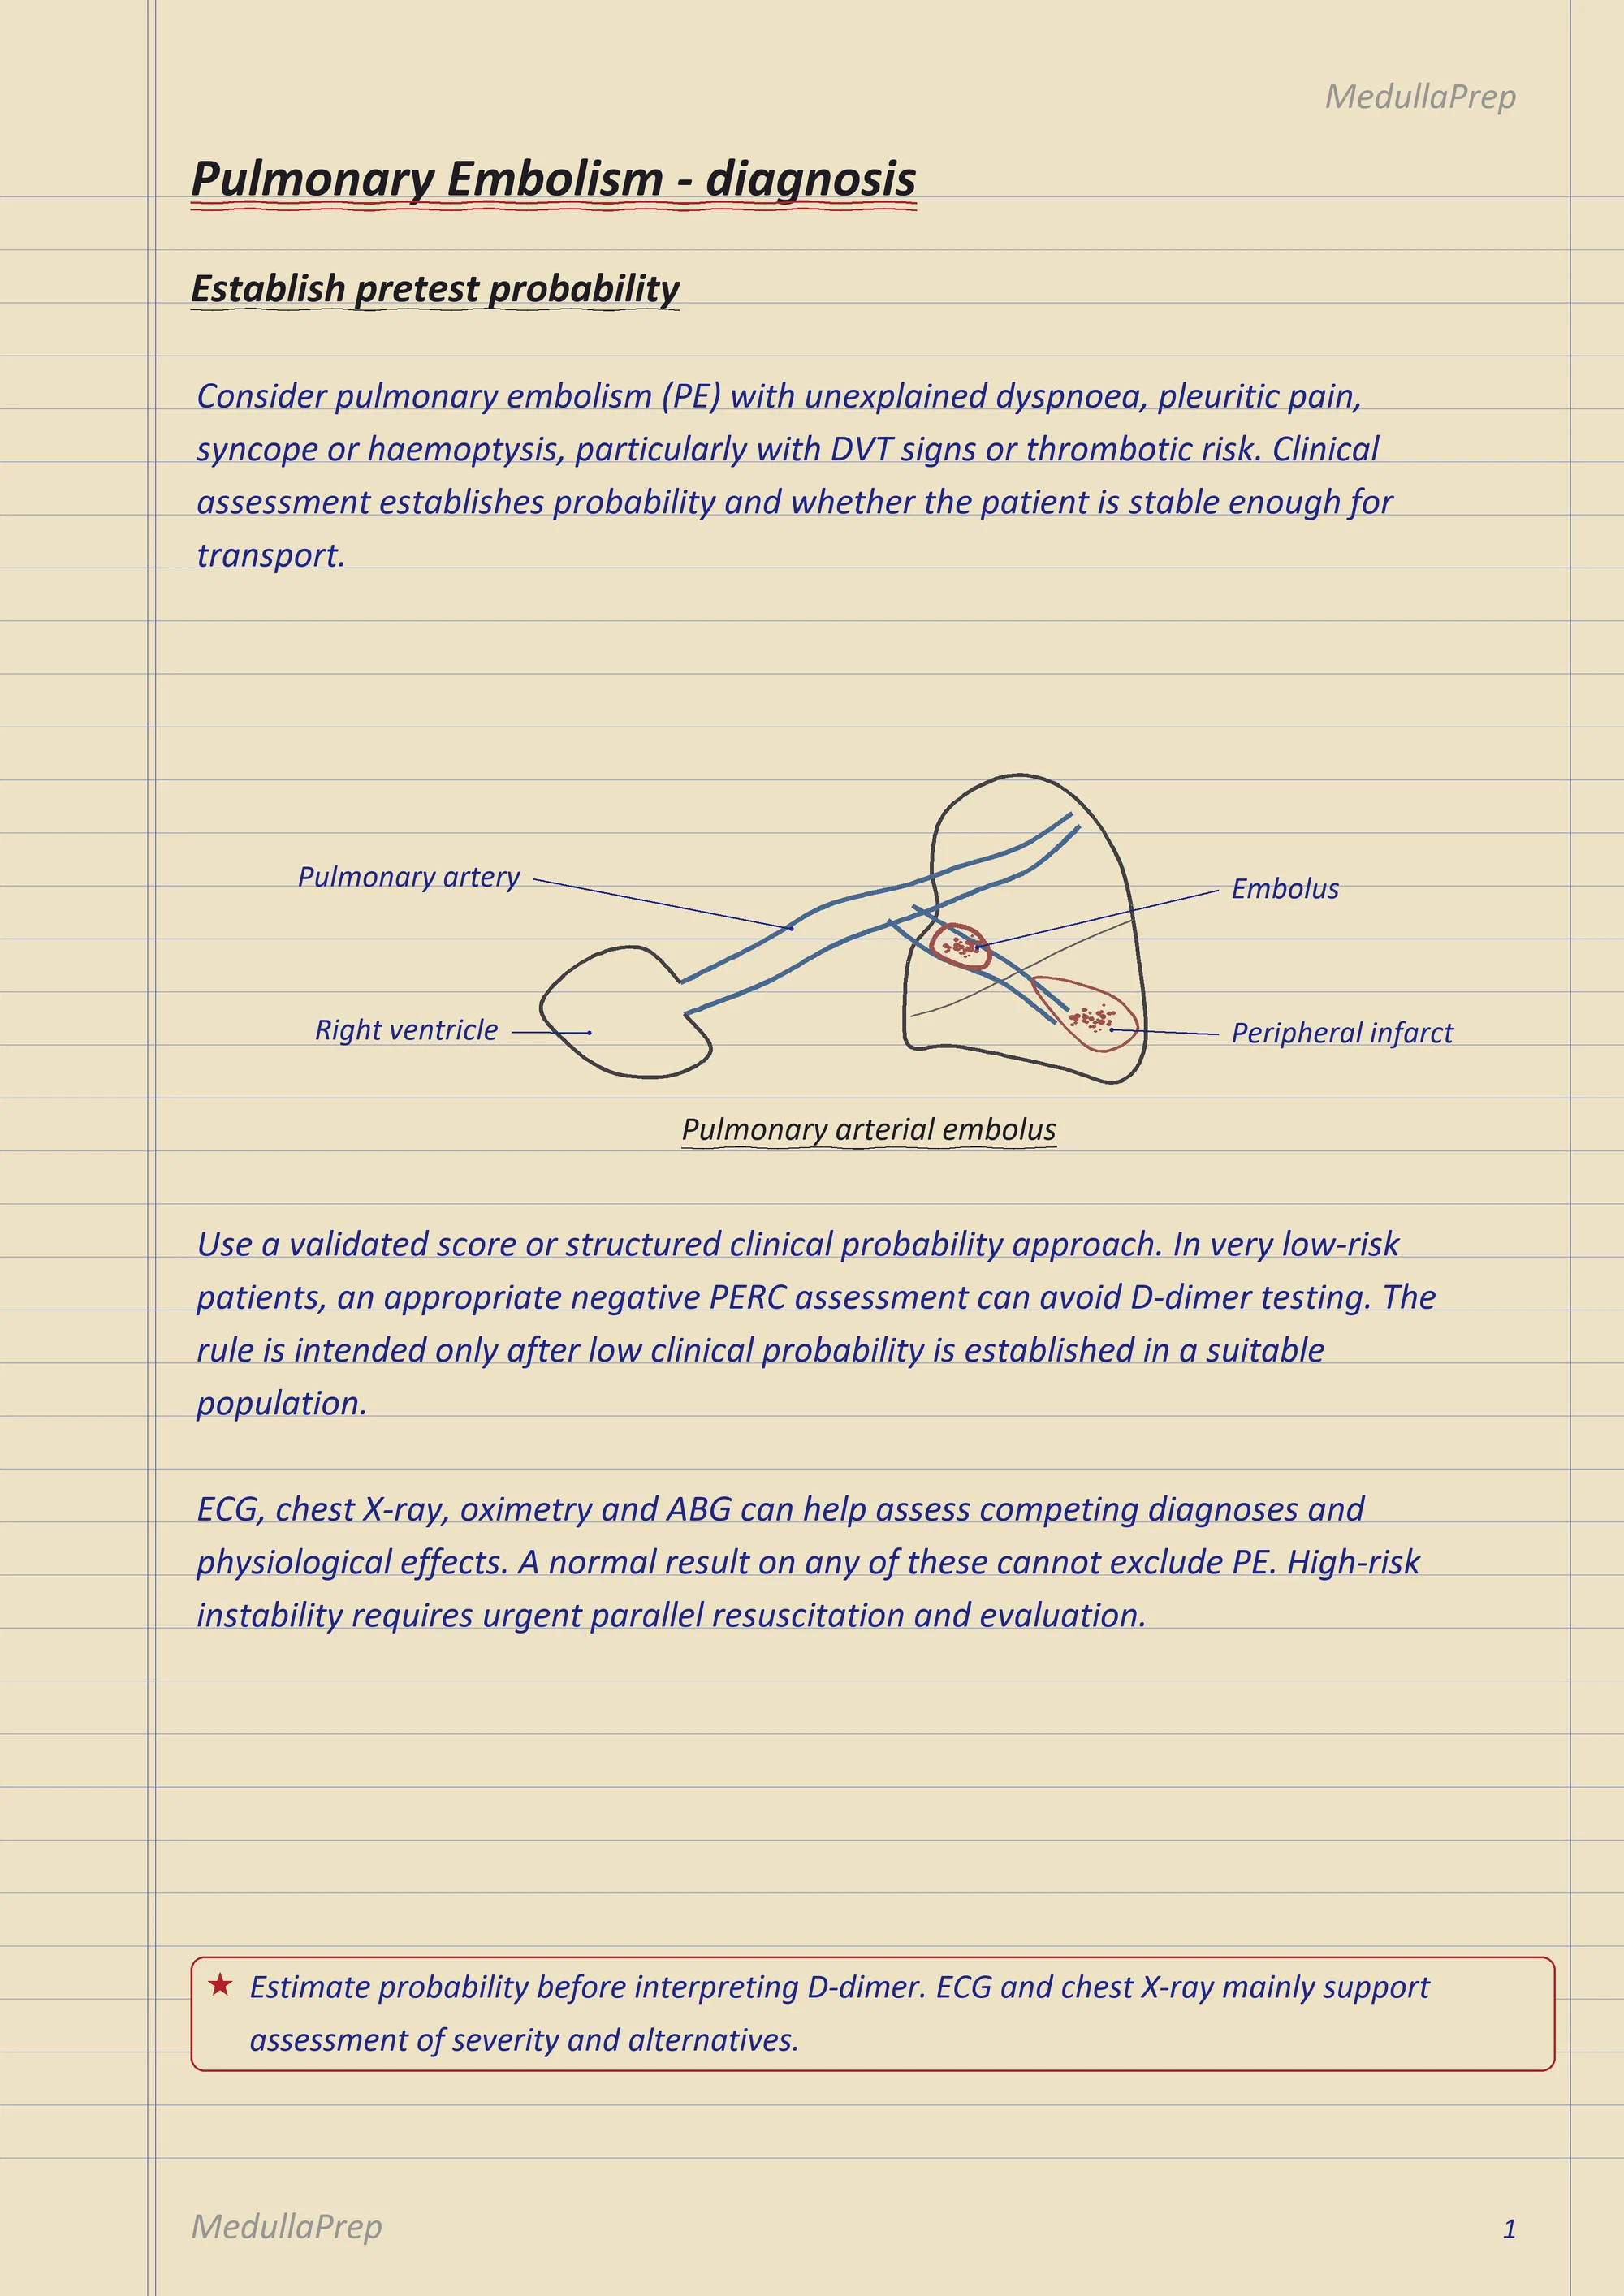 MedullaPrep
Pulmonary Embolism - diagnosis
Establish pretest probability
Consider pulmonary embolism (PE) with unexplained dyspnoea, pleuritic pain,
syncope or haemoptysis, particularly with DVT signs or thrombotic risk. Clinical
assessment establishes probability and whether the patient is stable enough for
transport.
Pulmonary artery
Embolus
Right ventricle
Peripheral infarct
Pulmonary arterial embolus
Use a validated score or structured clinical probability approach. In very low-risk
patients, an appropriate negative PERC assessment can avoid D-dimer testing. The
rule is intended only after low clinical probability is established in a suitable
population.
ECG, chest X-ray, oximetry and ABG can help assess competing diagnoses and
physiological effects. A normal result on any of these cannot exclude PE. High-risk
instability requires urgent parallel resuscitation and evaluation.
★ Estimate probability before interpreting D-dimer. ECG and chest X-ray mainly support
assessment of severity and alternatives.
MedullaPrep
1